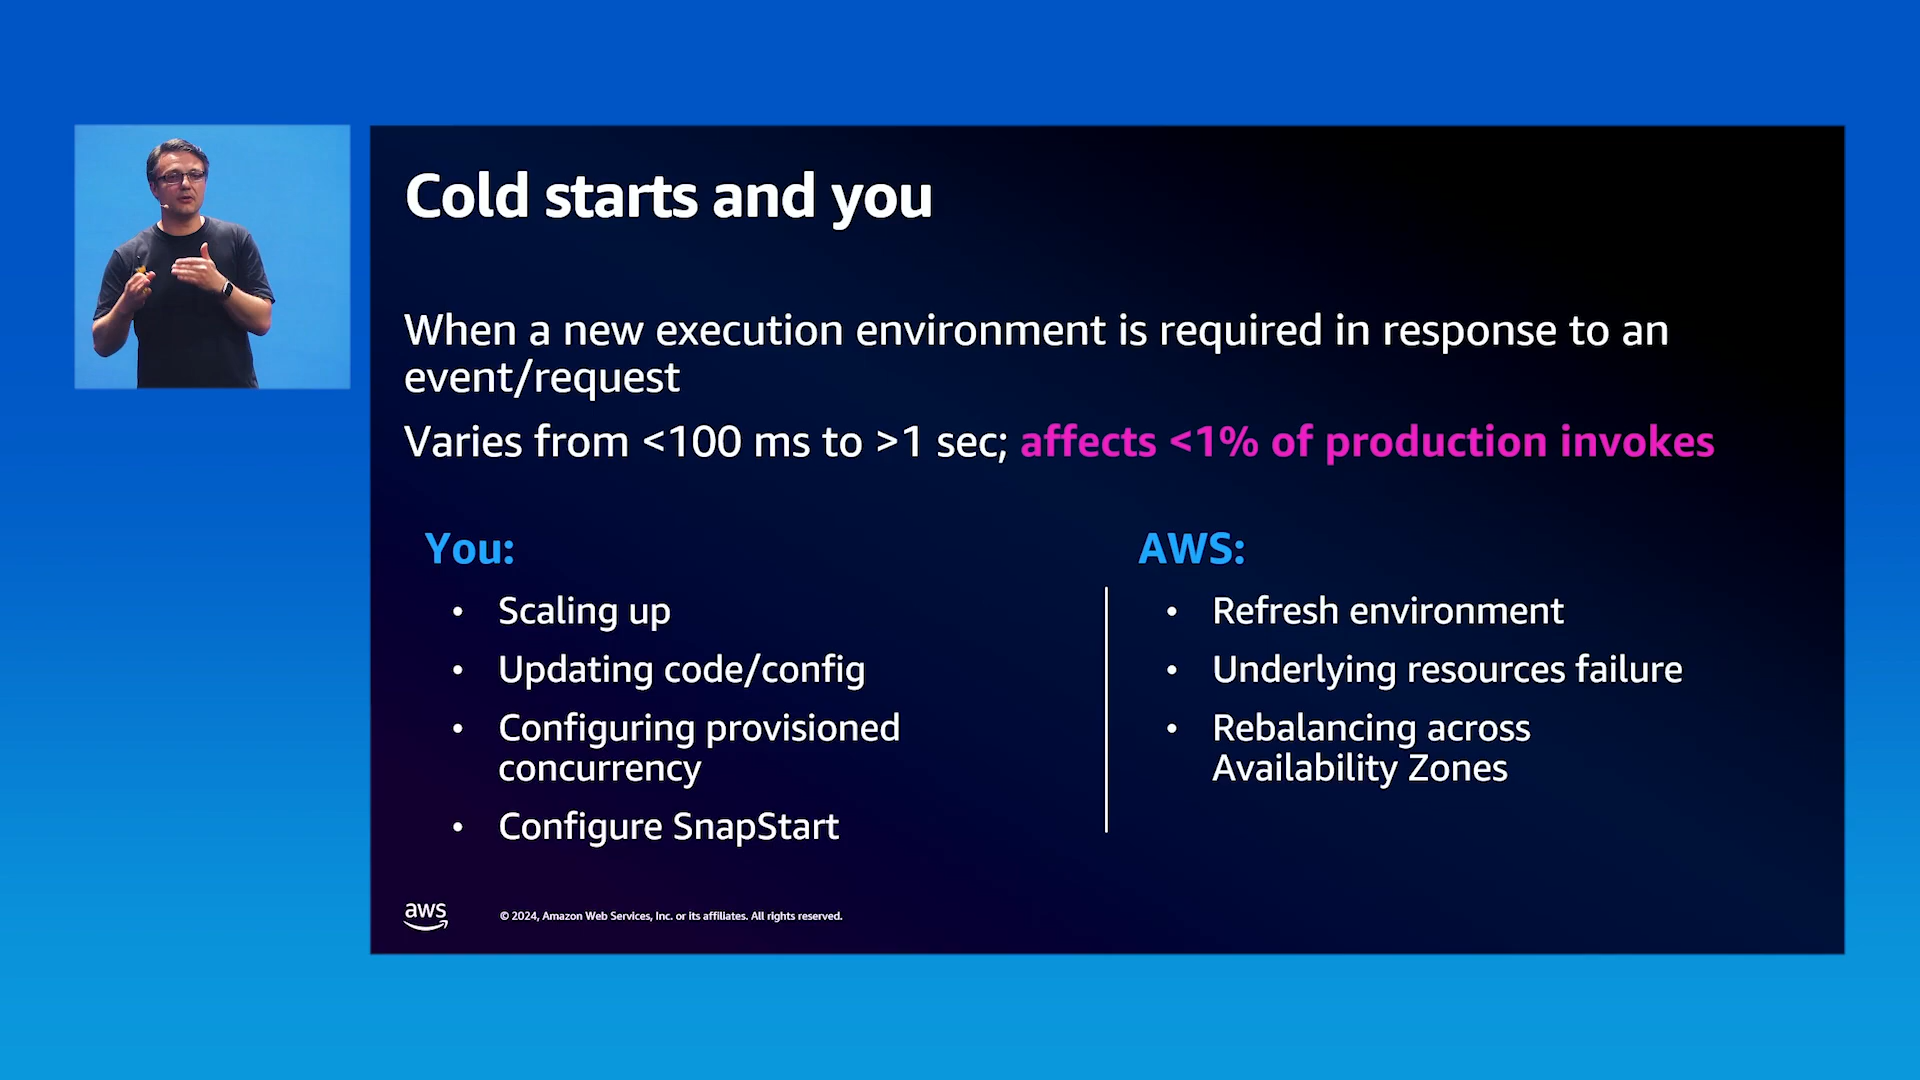 Cold starts and you
When a new execution environment is required in response to an
event/request
Varies from <100 ms to >1 sec; affects <1% of production invokes
You:
• Scaling up
• Updating code/config
• Configuring provisioned
concurrency
• Configure SnapStart
AWS:
• Refresh environment
• Underlying resources failure
• Rebalancing across
Availability Zones
aws
© 2024, Amazon Web Services, Inc. or its affiliates. All rights reserved.